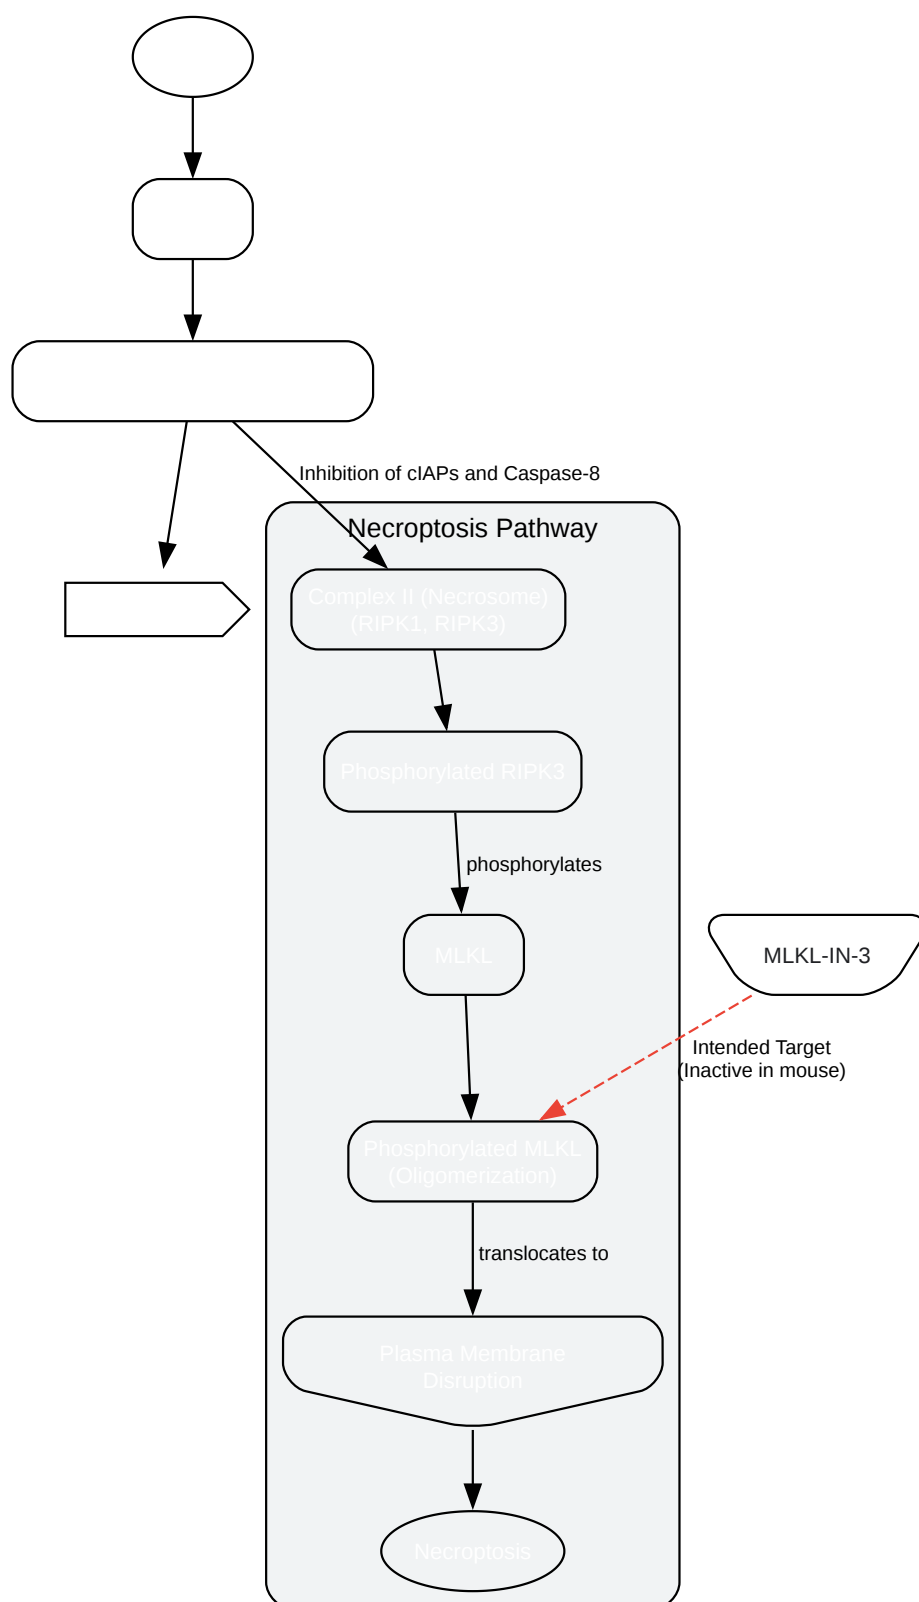 Inhibition of cIAPs and Caspase-8
Necroptosis Pathway
Complex II (Necrosome)
(RIPK1, RIPK3)
Phosphorylated RIPK3
phosphorylates
MLKL
MLKL-IN-3
Intended Target
(Inactive in mouse)
Phosphorylated MLKL
(Oligomerization)
translocates to
Plasma Membrane
Disruption
Necroptosis